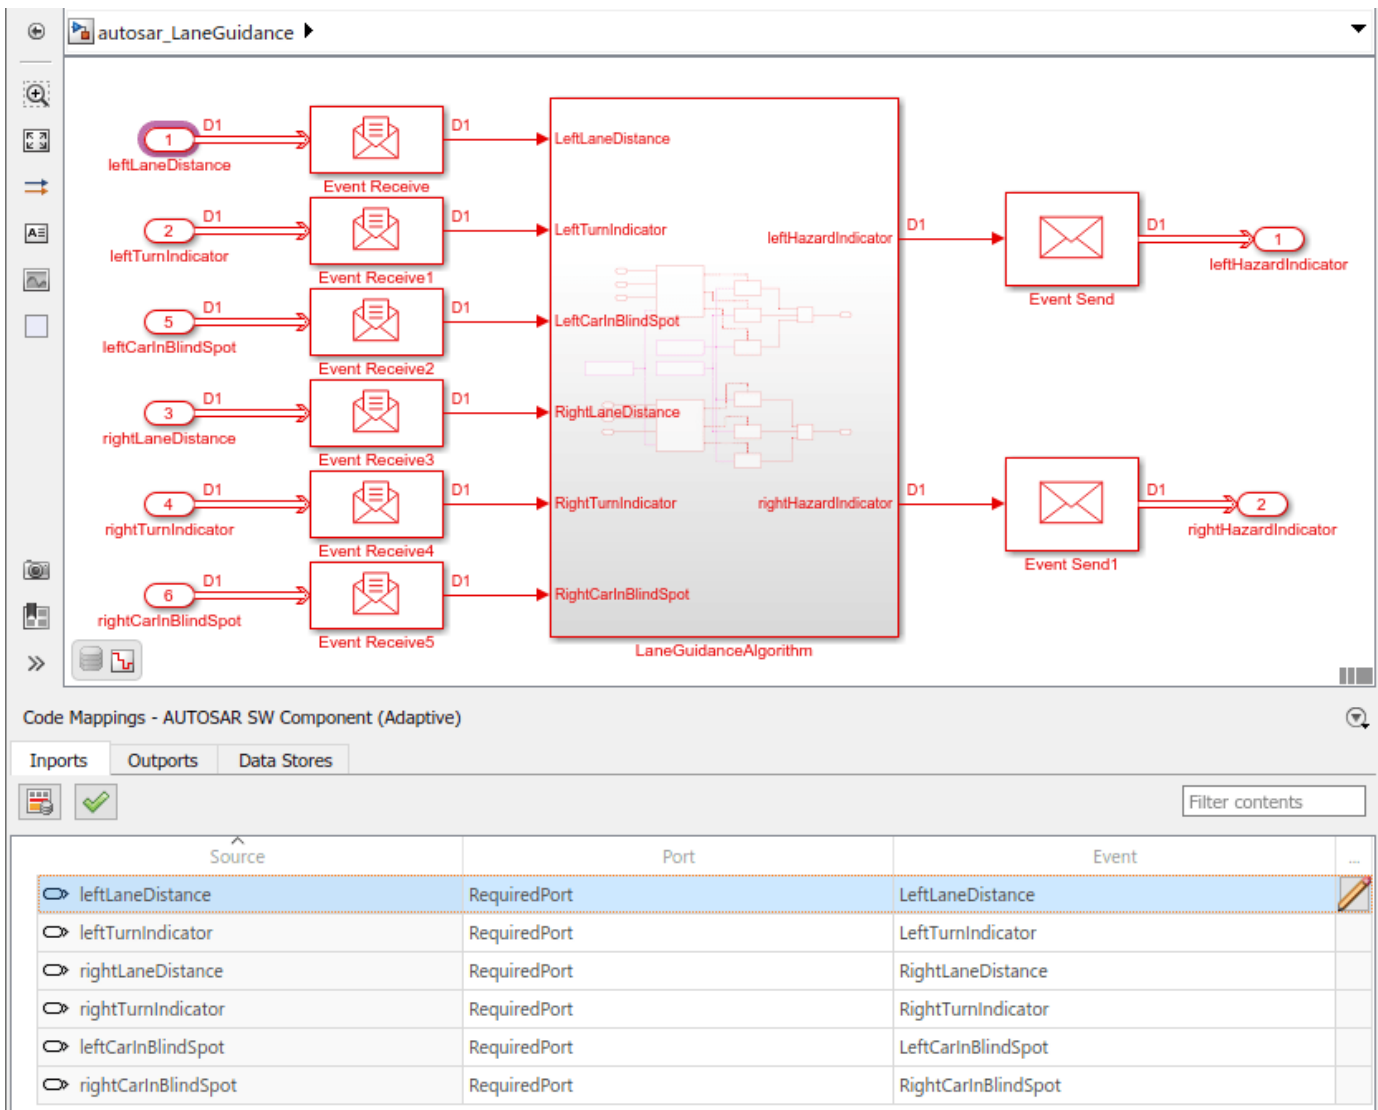 autosar_LaneGuidance
D1
D1
1
LeftLaneDistance
leftLaneDistance
Event Receive
D1
D1
2
LeftTurnIndicator
leftTurnIndicator
Event Receive1
leftHazardIndicator
D1
D1
1
leftHazardIndicator
Event Send
D1
D1
5
LeftCarInBlindSpot
leftCarInBlindSpot
Event Receive2
D1
D1
3
RightLaneDistance
rightLaneDistance
Event Receive3
D1
D1
4
RightTurnIndicator
rightTurnIndicator
Event Receive4
rightHazardIndicator
D1
D1
2
rightHazardIndicator
Event Send1
D1
D1
6
RightCarInBlindSpot
rightCarInBlindSpot
Event Receive5
LaneGuidanceAlgorithm
Code Mappings - AUTOSAR SW Component (Adaptive)
Inports Outports Data Stores
Filter contents
Source Port Event ...
leftLaneDistance RequiredPort LeftLaneDistance
leftTurnIndicator RequiredPort LeftTurnIndicator
rightLaneDistance RequiredPort RightLaneDistance
rightTurnIndicator RequiredPort RightTurnIndicator
leftCarInBlindSpot RequiredPort LeftCarInBlindSpot
rightCarInBlindSpot RequiredPort RightCarInBlindSpot